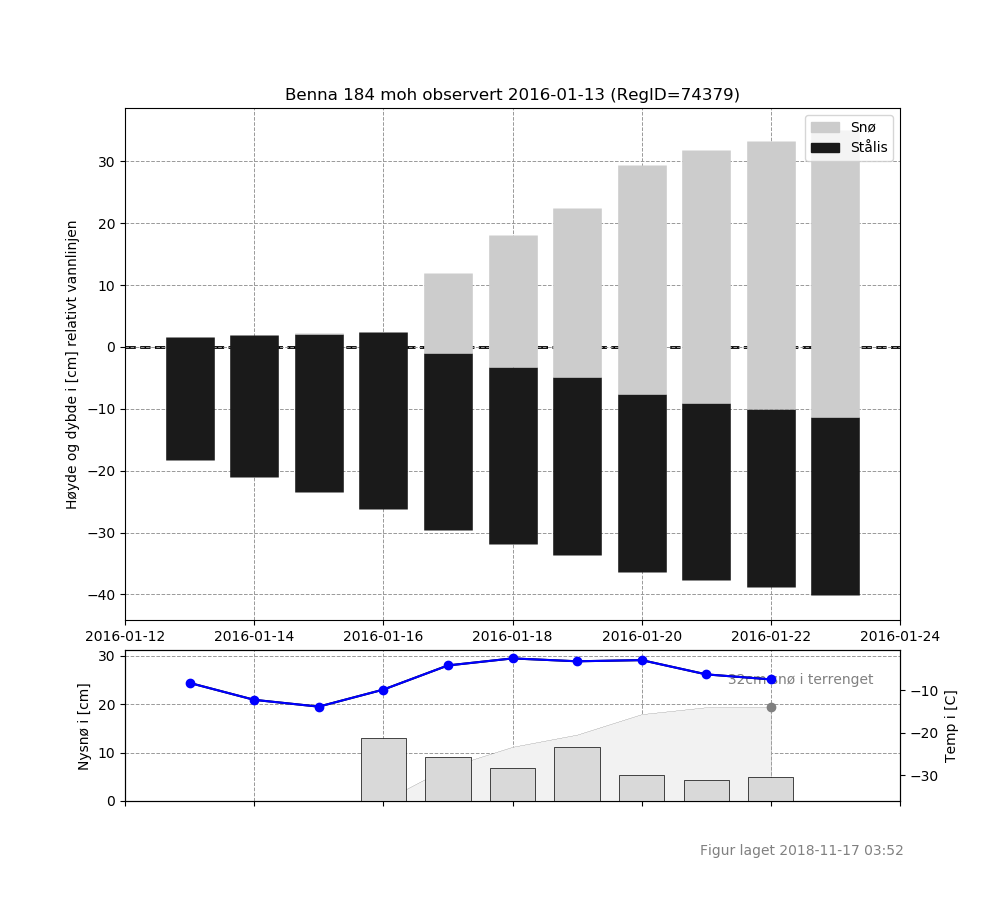 Benna 184 moh observert 2016-01-13 (RegID=74379)
Snø
Stålis
Høyde og dybde i [cm] relativt vannlinjen
30
20
10
0
−10
−20
−30
−40
2016-01-12 2016-01-14 2016-01-16 2016-01-18 2016-01-20 2016-01-22 2016-01-24
Nysnø i [cm]
30
20
10
0
32cm snø i terrenget
−10
−20
−30
Temp i [C]
Figur laget 2018-11-17 03:52